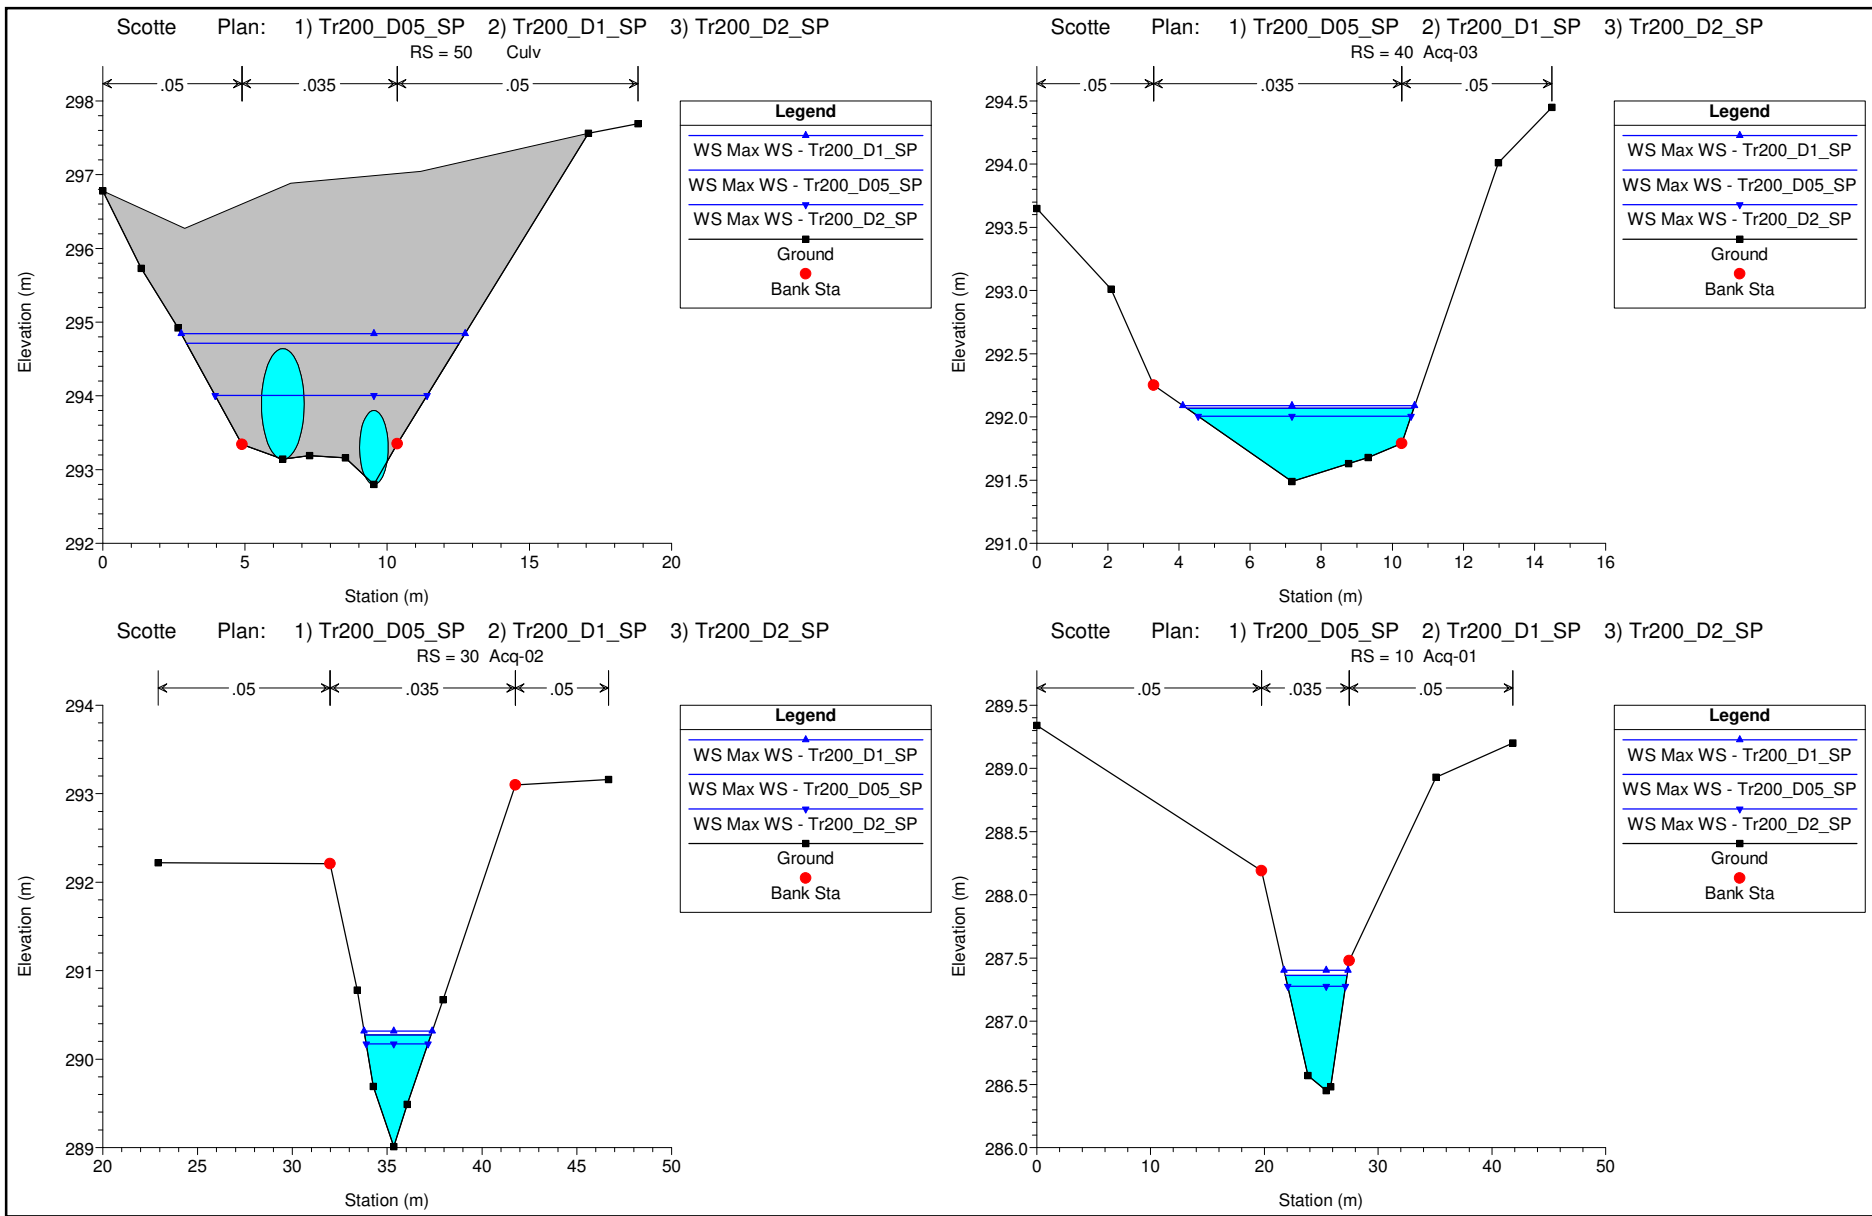 Scotte Plan: 1) Tr200_D05_SP 2) Tr200_D1_SP 3) Tr200_D2_SP
RS = 50 Culv
.05 .035 .05
298
297
296
295
294
293
292
Elevation (m)
0 5 10 15 20
Station (m)
Legend
WS Max WS - Tr200_D1_SP
WS Max WS - Tr200_D05_SP
WS Max WS - Tr200_D2_SP
Ground
Bank Sta
Scotte Plan: 1) Tr200_D05_SP 2) Tr200_D1_SP 3) Tr200_D2_SP
RS = 40 Acq-03
.05 .035 .05
294.5
294.0
293.5
293.0
292.5
292.0
291.5
291.0
Elevation (m)
0 2 4 6 8 10 12 14 16
Station (m)
Legend
WS Max WS - Tr200_D1_SP
WS Max WS - Tr200_D05_SP
WS Max WS - Tr200_D2_SP
Ground
Bank Sta
Scotte Plan: 1) Tr200_D05_SP 2) Tr200_D1_SP 3) Tr200_D2_SP
RS = 30 Acq-02
.05 .035 .05
294
293
292
291
290
289
Elevation (m)
20 25 30 35 40 45 50
Station (m)
Legend
WS Max WS - Tr200_D1_SP
WS Max WS - Tr200_D05_SP
WS Max WS - Tr200_D2_SP
Ground
Bank Sta
Scotte Plan: 1) Tr200_D05_SP 2) Tr200_D1_SP 3) Tr200_D2_SP
RS = 10 Acq-01
.05 .035 .05
289.5
289.0
288.5
288.0
287.5
287.0
286.5
286.0
Elevation (m)
0 10 20 30 40 50
Station (m)
Legend
WS Max WS - Tr200_D1_SP
WS Max WS - Tr200_D05_SP
WS Max WS - Tr200_D2_SP
Ground
Bank Sta